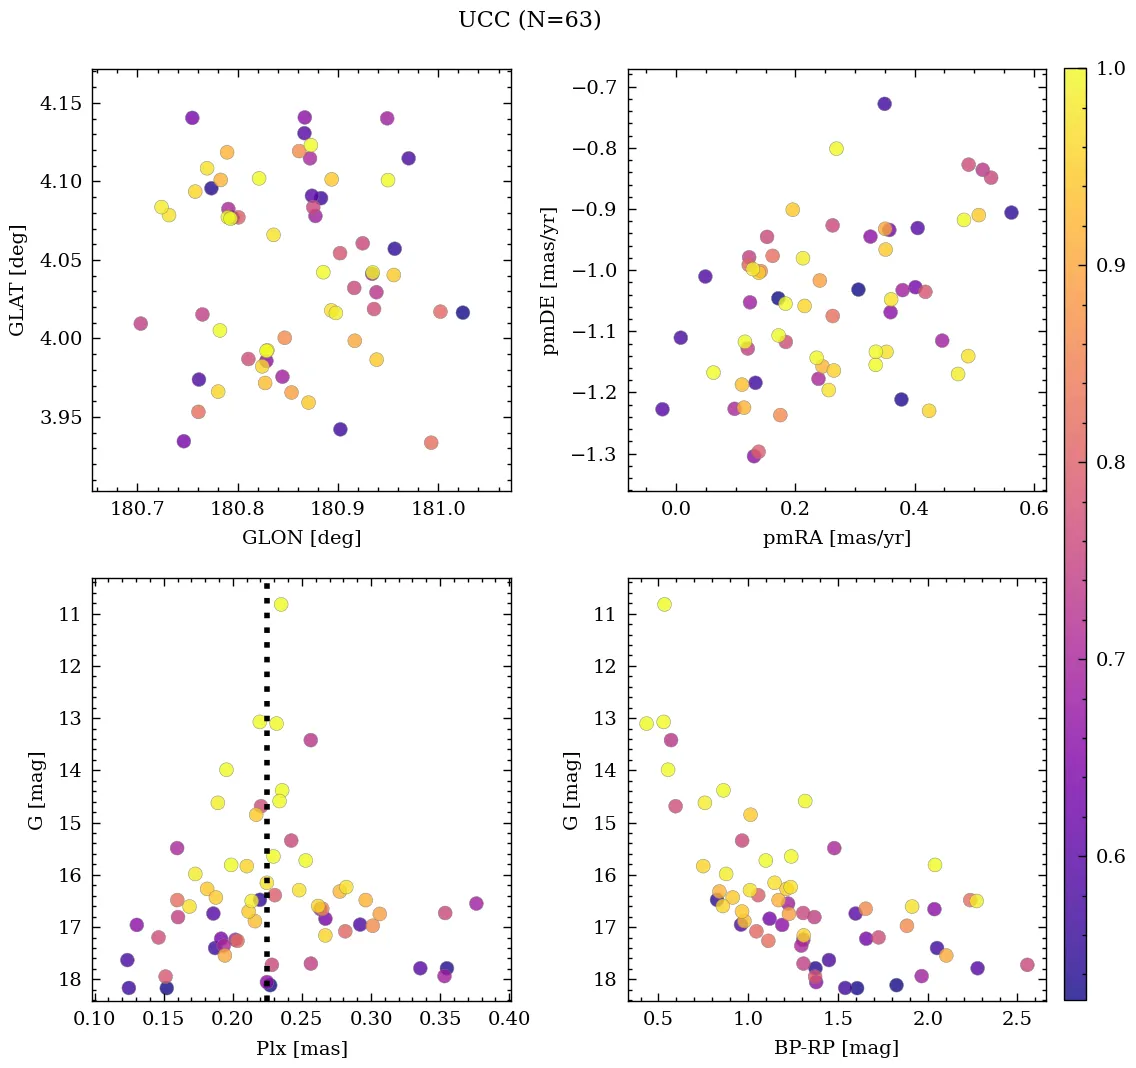 UCC (N=63)
4.15
4.10
4.05
4.00
3.95
GLAT [deg]
180.7 180.8 180.9 181.0
GLON [deg]
−0.7
−0.8
−0.9
−1.0
−1.1
−1.2
−1.3
pmDE [mas/yr]
0.0 0.2 0.4 0.6
pmRA [mas/yr]
11
12
13
14
15
16
17
18
G [mag]
0.10 0.15 0.20 0.25 0.30 0.35 0.40
Plx [mas]
11
12
13
14
15
16
17
18
G [mag]
0.5 1.0 1.5 2.0 2.5
BP-RP [mag]
1.0
0.9
0.8
0.7
0.6